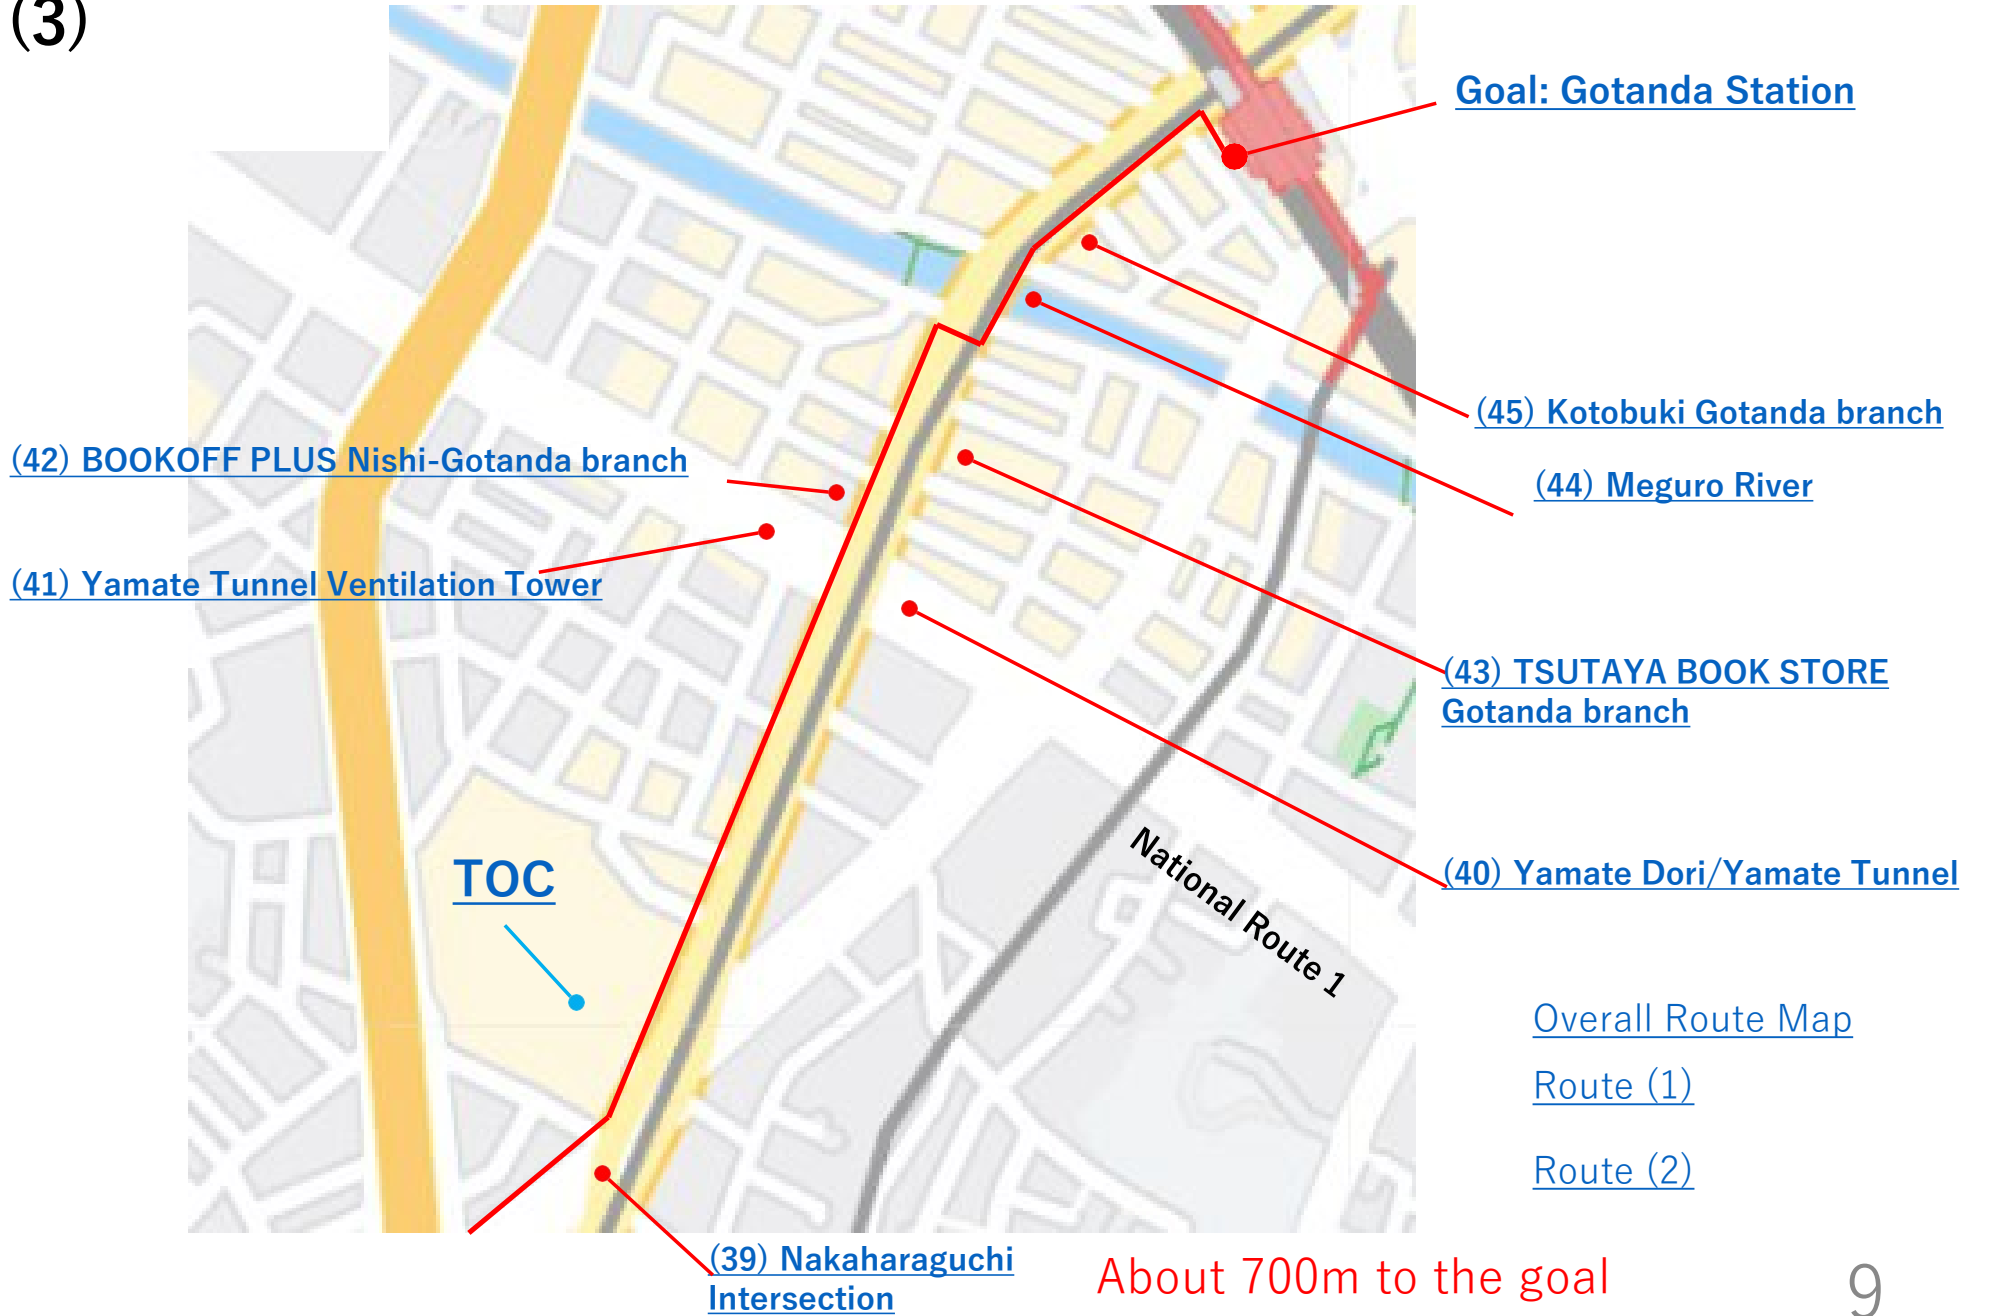 (3)
Goal: Gotanda Station
(45) Kotobuki Gotanda branch
(42) BOOKOFF PLUS Nishi-Gotanda branch
(44) Meguro River
(41) Yamate Tunnel Ventilation Tower
(43) TSUTAYA BOOK STORE
Gotanda branch
TOC
National Route 1
(40) Yamate Dori/Yamate Tunnel
Overall Route Map
Route (1)
Route (2)
(39) Nakaharaguchi
Intersection
About 700m to the goal
9